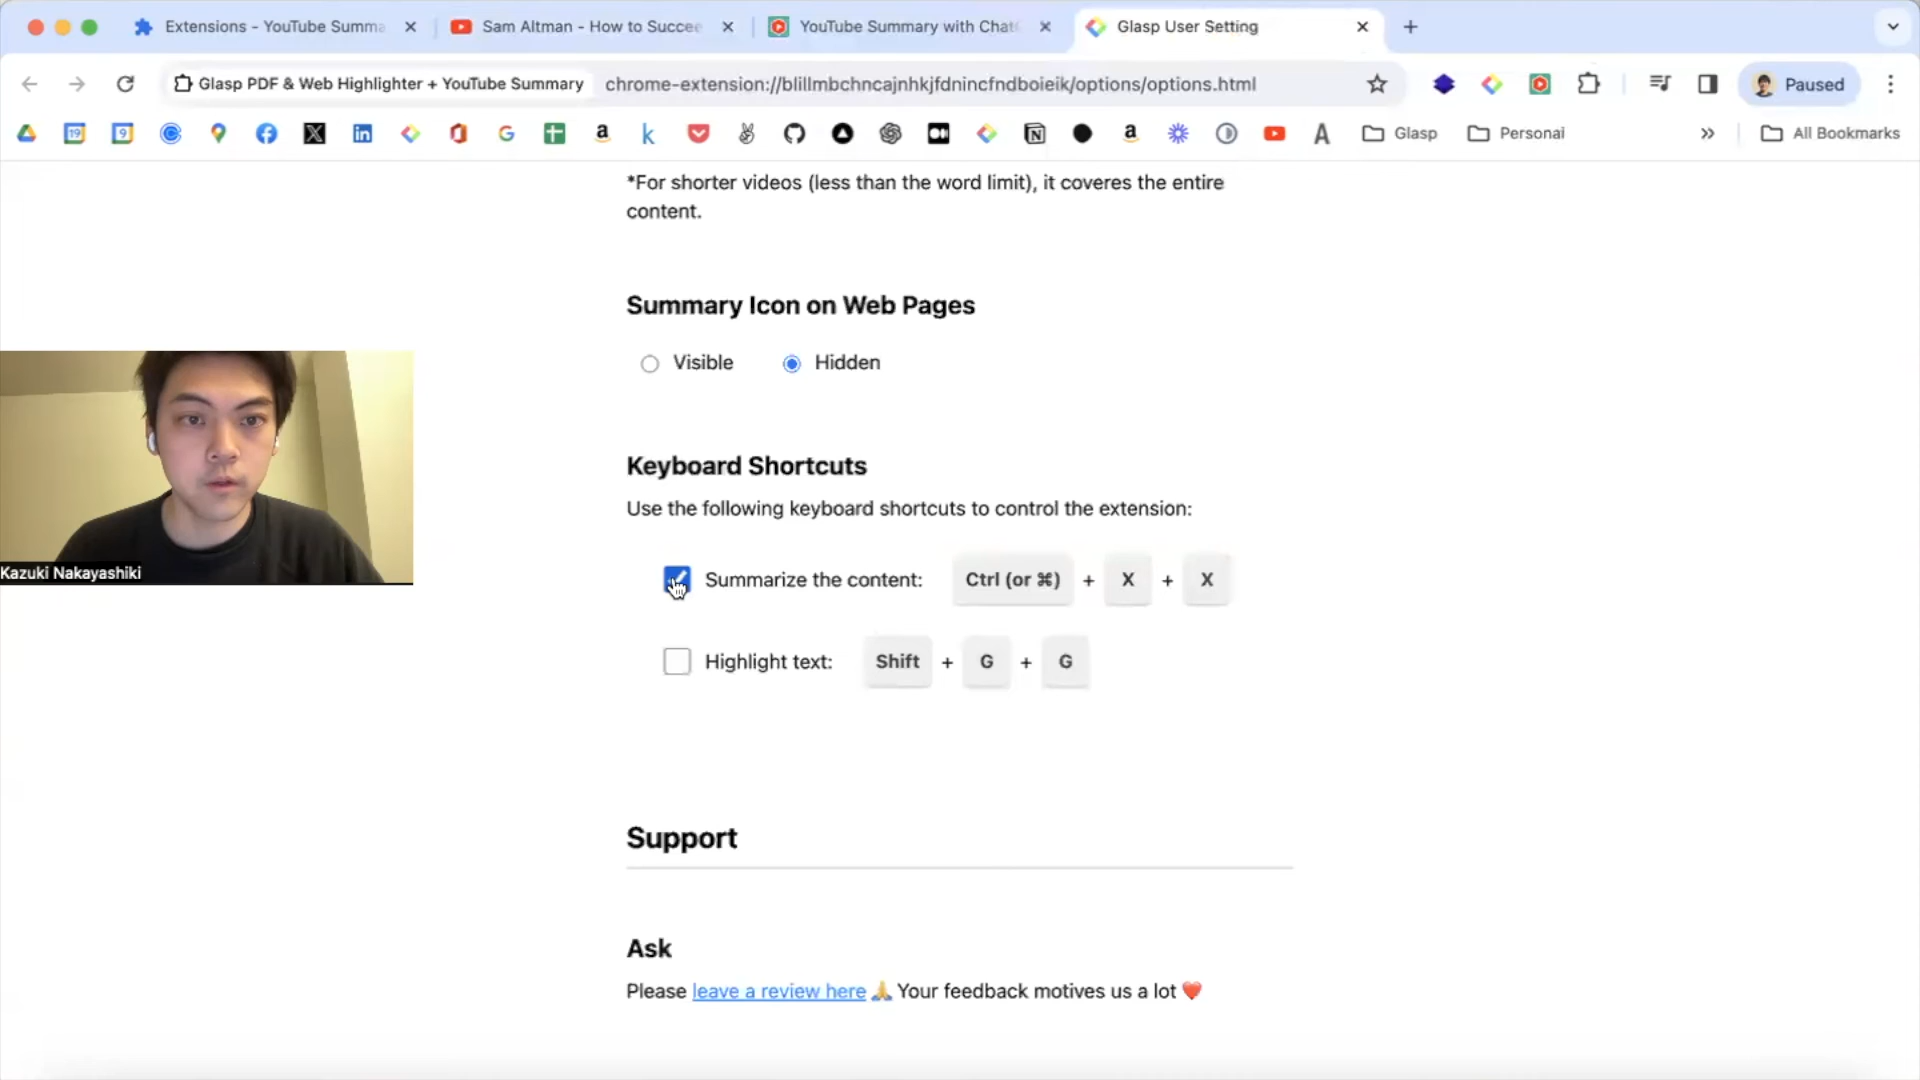 Extensions - YouTube Summa
Sam Altman - How to Succee
YouTube Summary with Chat
Glasp User Setting
Glasp PDF & Web Highlighter + YouTube Summary
chrome-extension://blillmbchncajnhkjfdnincfndboieik/options/options.html
Paused
Glasp
Personal
All Bookmarks
*For shorter videos (less than the word limit), it coveres the entire
content.
Summary Icon on Web Pages
Visible
Hidden
Keyboard Shortcuts
Use the following keyboard shortcuts to control the extension:
Summarize the content: Ctrl (or ⌘) + X + X
Highlight text: Shift + G + G
Kazuki Nakayashiki
Support
Ask
Please leave a review here 🙏 Your feedback motives us a lot ❤️